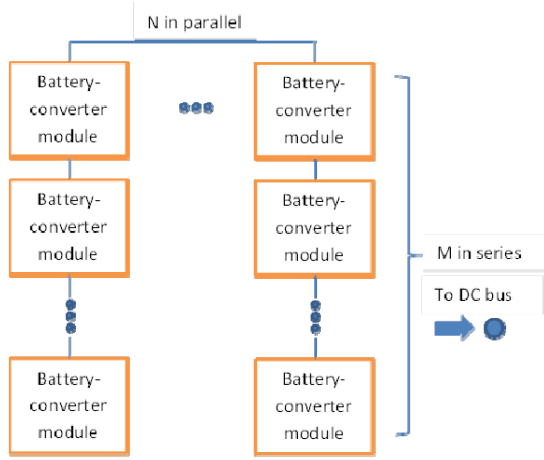 N in parallel
Battery-
converter
module
Battery-
converter
module
Battery-
converter
module
Battery-
converter
module
M in series
To DC bus
Battery-
converter
module
Battery-
converter
module